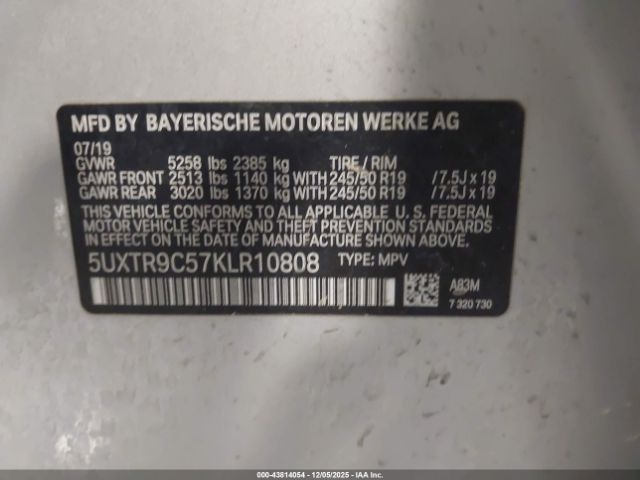 MFD BY BAYERISCHE MOTOREN WERKE AG
07/19
GVWR 5258 lbs 2385 kg TIRE / RIM
GAWR FRONT 2513 lbs 1140 kg WITH 245/50 R19 /7.5J x 19
GAWR REAR 3020 lbs 1370 kg WITH 245/50 R19 /7.5J x 19
THIS VEHICLE CONFORMS TO ALL APPLICABLE U. S. FEDERAL
MOTOR VEHICLE SAFETY, BUMPER, AND THEFT PREVENTION
STANDARDS IN EFFECT ON THE DATE OF MANUFACTURE SHOWN ABOVE.
5UXTR9C57KLR10808 TYPE: MPV
A83M
7 320 730
000-43814054 - 12/05/2025 - IAA Inc.